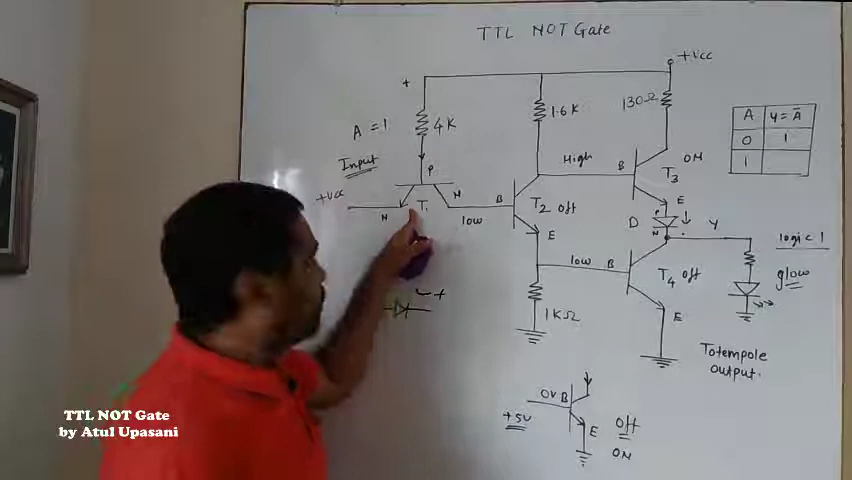 TTL NOT Gate
+Vcc
+
A = 1
4K
1.6 K
130Ω
A y = Ā
0 1
1
Input
P
High
B
T3
ON
+Vcc
N
T
N
low
B
T2 off
E
E
P
D
N
Y
logic 1
low
B
T4 off
glow
- +
1KΩ
E
Totempole
output.
0V B
+5V
E
Off
ON
TTL NOT Gate
by Atul Upasani